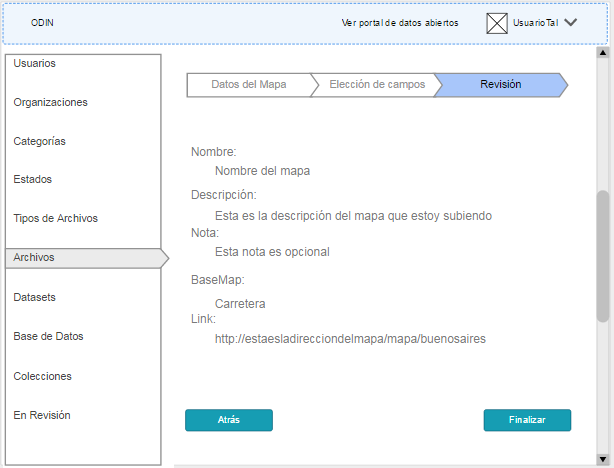 ODIN
Ver portal de datos abiertos
UsuarioTal
Usuarios
Organizaciones
Categorías
Estados
Tipos de Archivos
Archivos
Datasets
Base de Datos
Colecciones
En Revisión
Datos del Mapa
Elección de campos
Revisión
Nombre:
Nombre del mapa
Descripción:
Esta es la descripción del mapa que estoy subiendo
Nota:
Esta nota es opcional
BaseMap:
Carretera
Link:
http://estaesladirecciondelmapa/mapa/buenosaires
Atrás
Finalizar